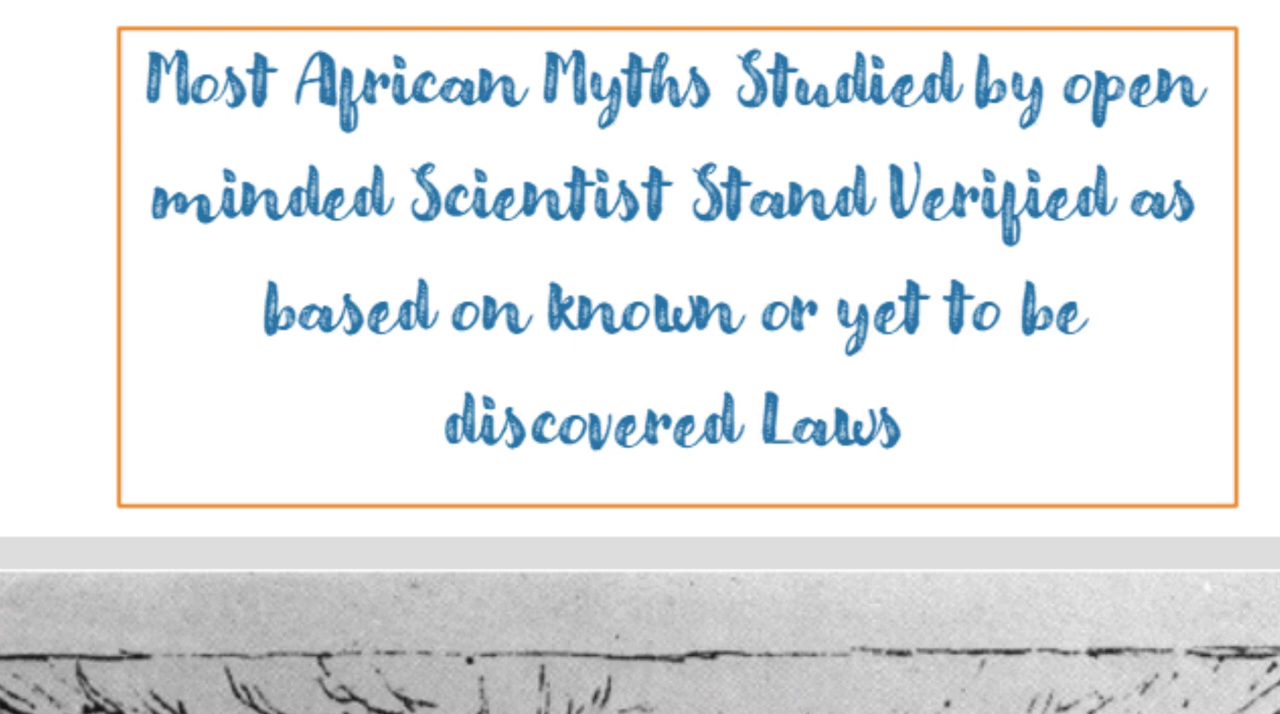 Most African Myths Studied by open
minded Scientist Stand Verified as
based on known or yet to be
discovered Laws